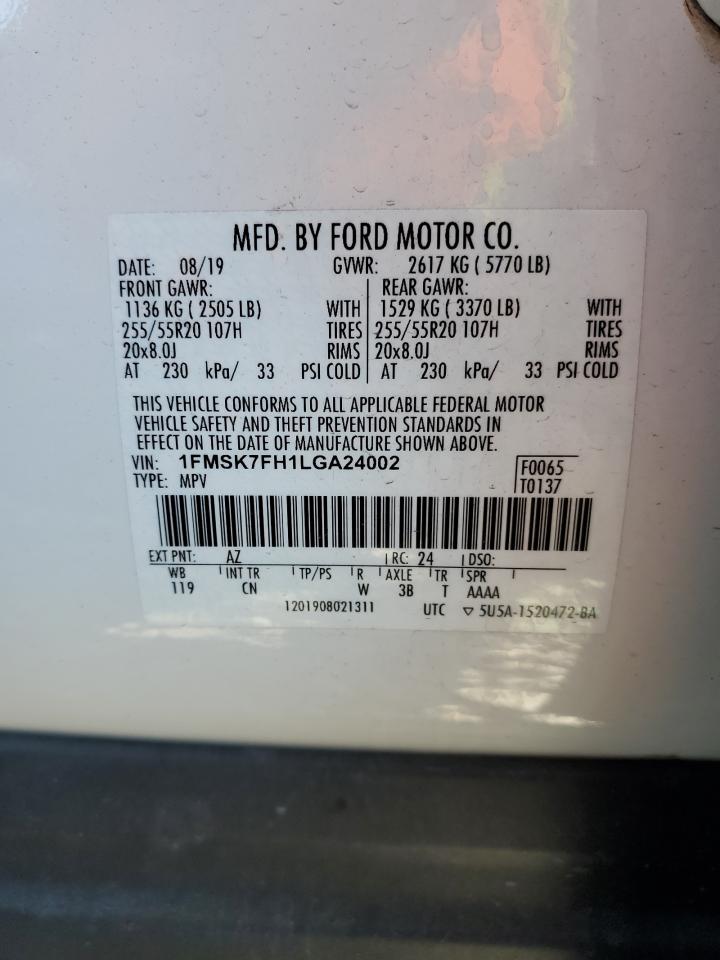 MFD. BY FORD MOTOR CO.
DATE: 08/19 GVWR: 2617 KG ( 5770 LB)
FRONT GAWR: REAR GAWR:
1136 KG ( 2505 LB) WITH 1529 KG ( 3370 LB) WITH
255/55R20 107H TIRES 255/55R20 107H TIRES
20x8.0J RIMS 20x8.0J RIMS
AT 230 kPa/ 33 PSI COLD AT 230 kPa/ 33 PSI COLD
THIS VEHICLE CONFORMS TO ALL APPLICABLE FEDERAL MOTOR
VEHICLE SAFETY AND THEFT PREVENTION STANDARDS IN
EFFECT ON THE DATE OF MANUFACTURE SHOWN ABOVE.
VIN: 1FMSK7FH1LGA24002 F0065
TYPE: MPV T0137
EXT PNT: AZ RC: 24 DSO:
WB INT TR TP/PS R AXLE TR SPR
119 CN W 3B T AAAA
1201908021311 UTC ▽ 5U5A-1520472-BA